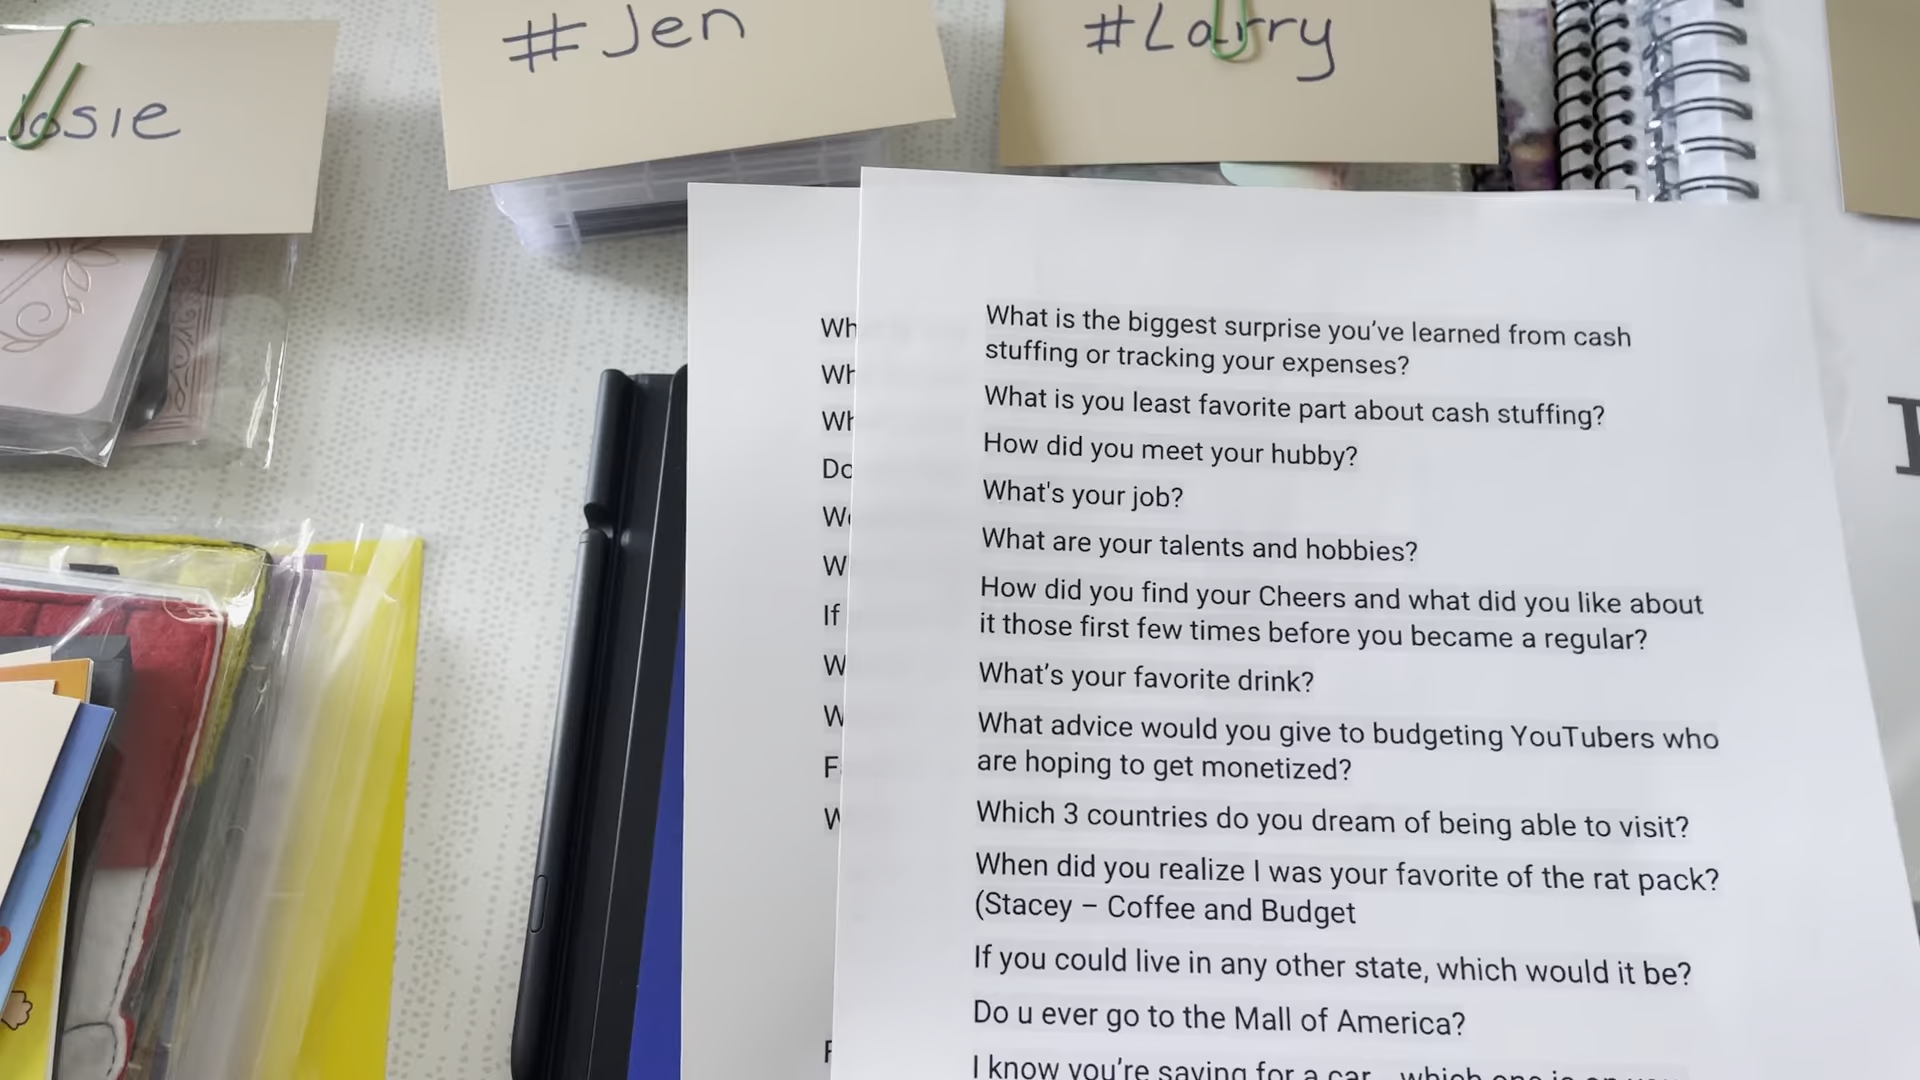 #Jen
#Larry
What is the biggest surprise you've learned from cash
stuffing or tracking your expenses?
What is you least favorite part about cash stuffing?
How did you meet your hubby?
What's your job?
What are your talents and hobbies?
How did you find your Cheers and what did you like about
it those first few times before you became a regular?
What's your favorite drink?
What advice would you give to budgeting YouTubers who
are hoping to get monetized?
Which 3 countries do you dream of being able to visit?
When did you realize I was your favorite of the rat pack?
(Stacey – Coffee and Budget
If you could live in any other state, which would it be?
Do u ever go to the Mall of America?
I know you're saving for a car which one is on
Do
If